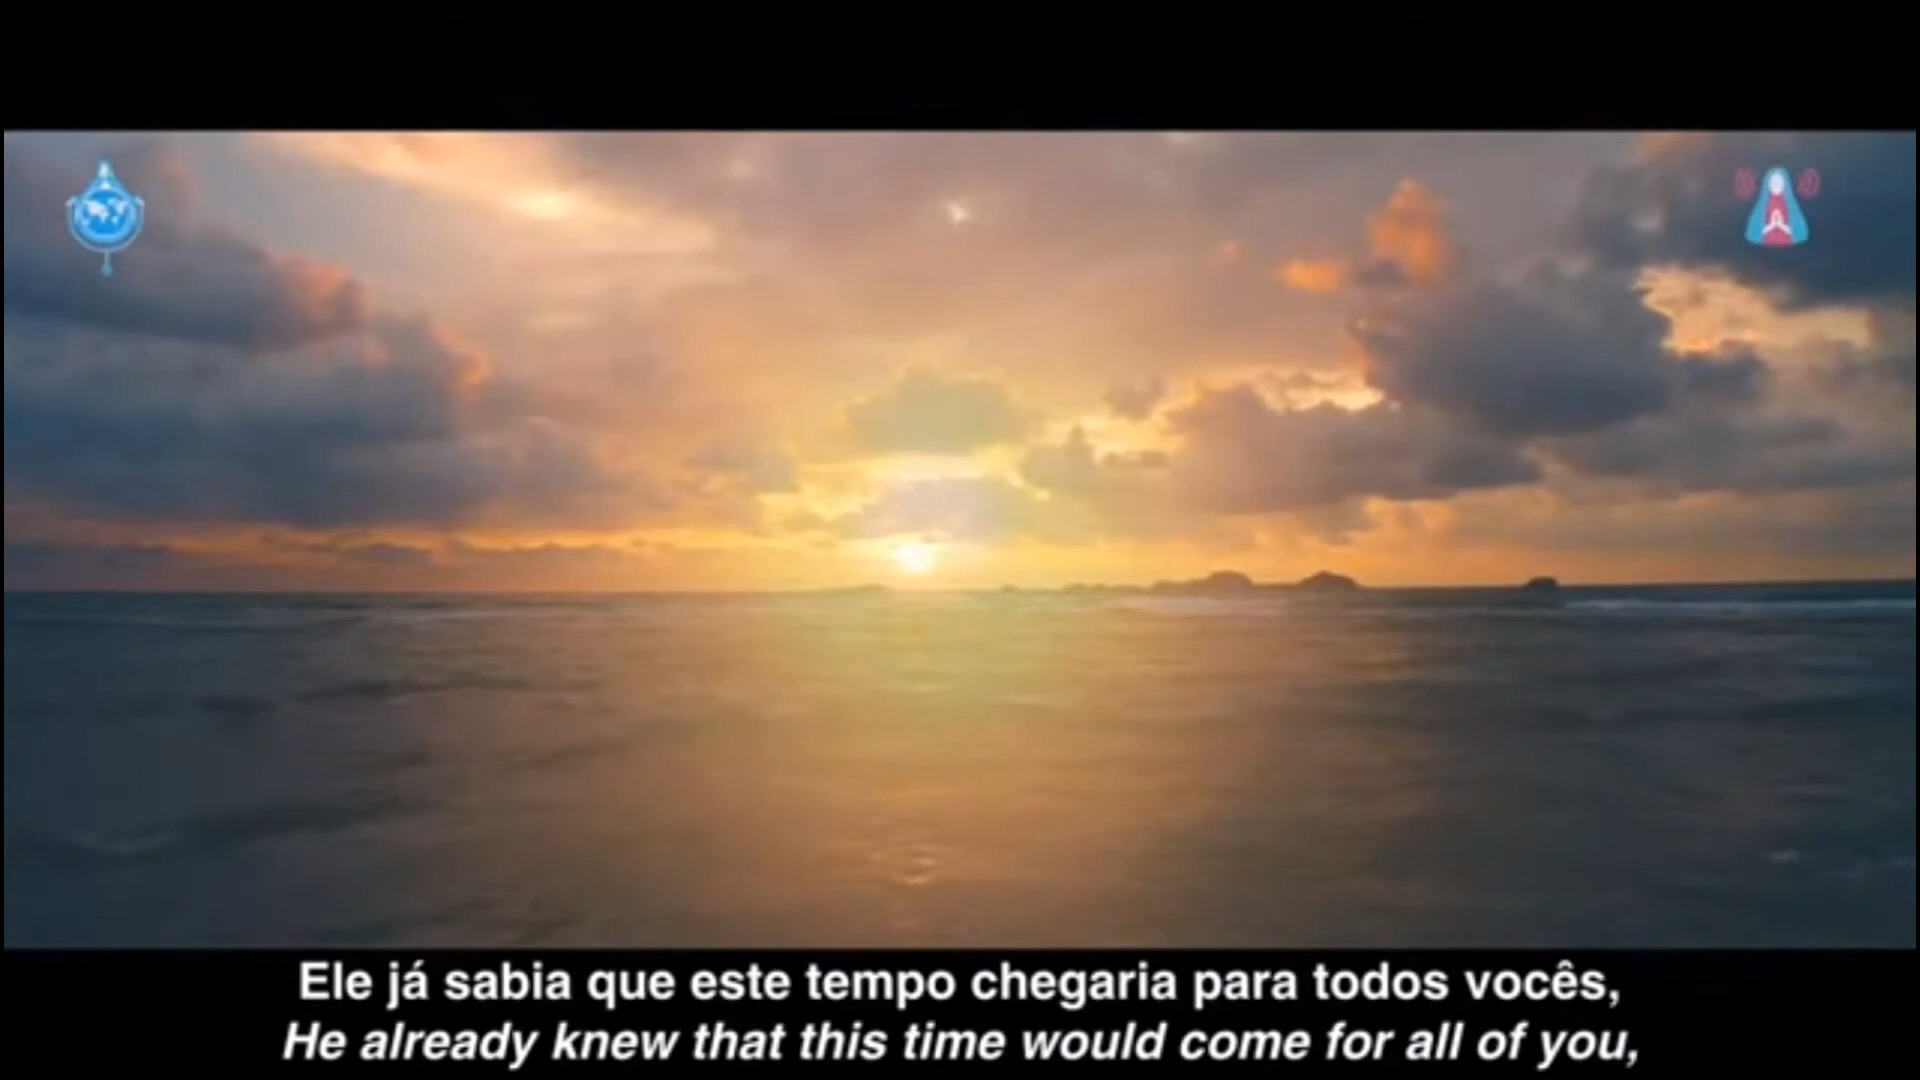 Ele já sabia que este tempo chegaria para todos vocês,
He already knew that this time would come for all of you,